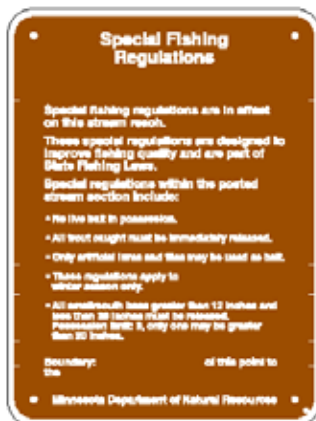 Special Fishing
Regulations
Special fishing regulations are in effect
on this stream reach.
These special regulations are designed to
improve fishing quality and are part of
State Fishing Laws.
Special regulations within the posted
stream section include:
• No live bait in possession.
• All trout caught must be immediately released.
• Only artificial lures and flies may be used as bait.
• These regulations apply to
winter season only.
• All smallmouth bass greater than 12 inches and
less than 20 inches must be released.
Possession limit: 3, only one may be greater
than 20 inches.
Boundary: of this point to
the
Minnesota Department of Natural Resources